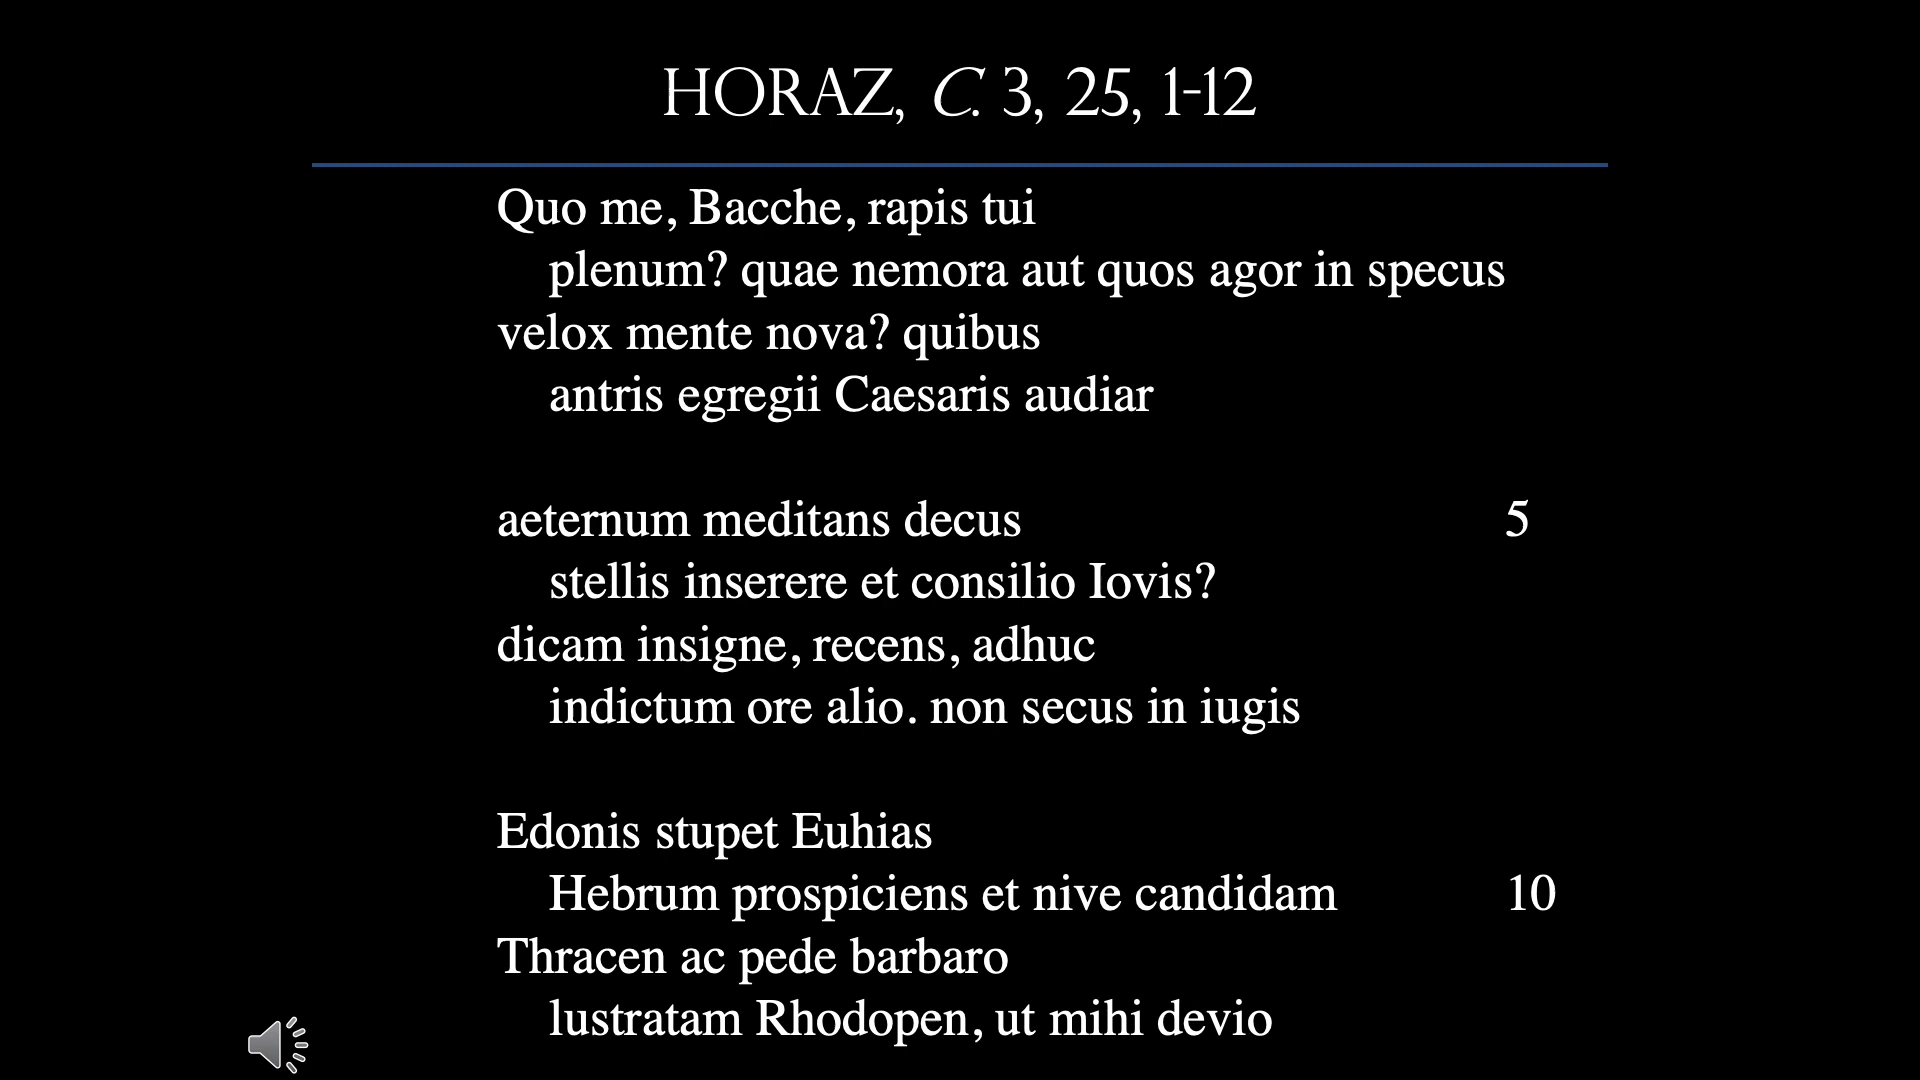 HORAZ, C. 3, 25, 1-12
Quo me, Bacche, rapis tui
plenum? quae nemora aut quos agor in specus
velox mente nova? quibus
antris egregii Caesaris audiar
aeternum meditans decus 5
stellis inserere et consilio Iovis?
dicam insigne, recens, adhuc
indictum ore alio. non secus in iugis
Edonis stupet Euhias
Hebrum prospiciens et nive candidam 10
Thracen ac pede barbaro
lustratam Rhodopen, ut mihi devio